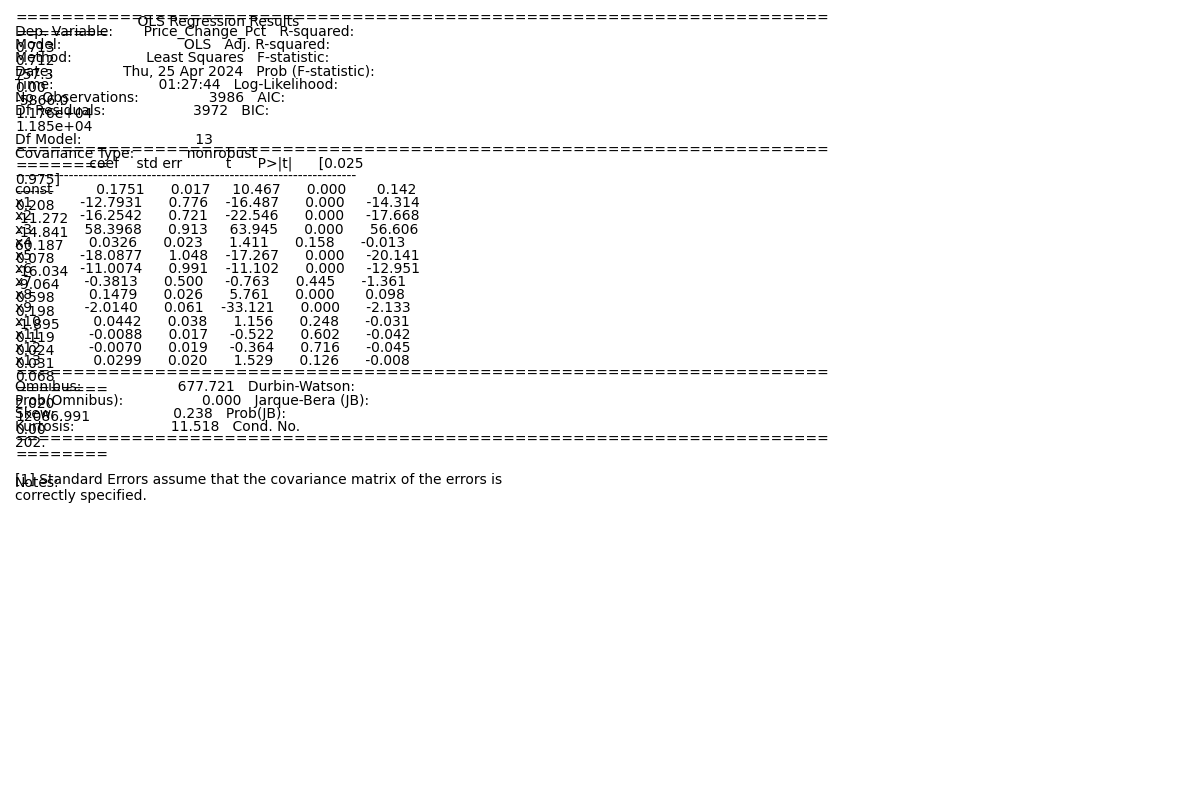 ==============================================================================
OLS Regression Results
========
Dep. Variable: Price_Change_Pct R-squared:
0.713
Model: OLS Adj. R-squared:
0.712
Method: Least Squares F-statistic:
757.3
Date: Thu, 25 Apr 2024 Prob (F-statistic):
0.00
Time: 01:27:44 Log-Likelihood:
-5866.0
No. Observations: 3986 AIC:
1.176e+04
Df Residuals: 3972 BIC:
1.185e+04
Df Model: 13
Covariance Type: nonrobust
==============================================================================
========
coef std err t P>|t| [0.025
0.975]
------------------------------------------------------------------------------
const 0.1751 0.017 10.467 0.000 0.142
0.208
x1 -12.7931 0.776 -16.487 0.000 -14.314
-11.272
x2 -16.2542 0.721 -22.546 0.000 -17.668
-14.841
x3 58.3968 0.913 63.945 0.000 56.606
60.187
x4 0.0326 0.023 1.411 0.158 -0.013
0.078
x5 -18.0877 1.048 -17.267 0.000 -20.141
-16.034
x6 -11.0074 0.991 -11.102 0.000 -12.951
-9.064
x7 -0.3813 0.500 -0.763 0.445 -1.361
0.598
x8 0.1479 0.026 5.761 0.000 0.098
0.198
x9 -2.0140 0.061 -33.121 0.000 -2.133
-1.895
x10 0.0442 0.038 1.156 0.248 -0.031
0.119
x11 -0.0088 0.017 -0.522 0.602 -0.042
0.024
x12 -0.0070 0.019 -0.364 0.716 -0.045
0.031
x13 0.0299 0.020 1.529 0.126 -0.008
0.068
==============================================================================
========
Omnibus: 677.721 Durbin-Watson:
2.020
Prob(Omnibus): 0.000 Jarque-Bera (JB):
12086.991
Skew: 0.238 Prob(JB):
0.00
Kurtosis: 11.518 Cond. No.
202.
==============================================================================
========
Notes:
[1] Standard Errors assume that the covariance matrix of the errors is
correctly specified.